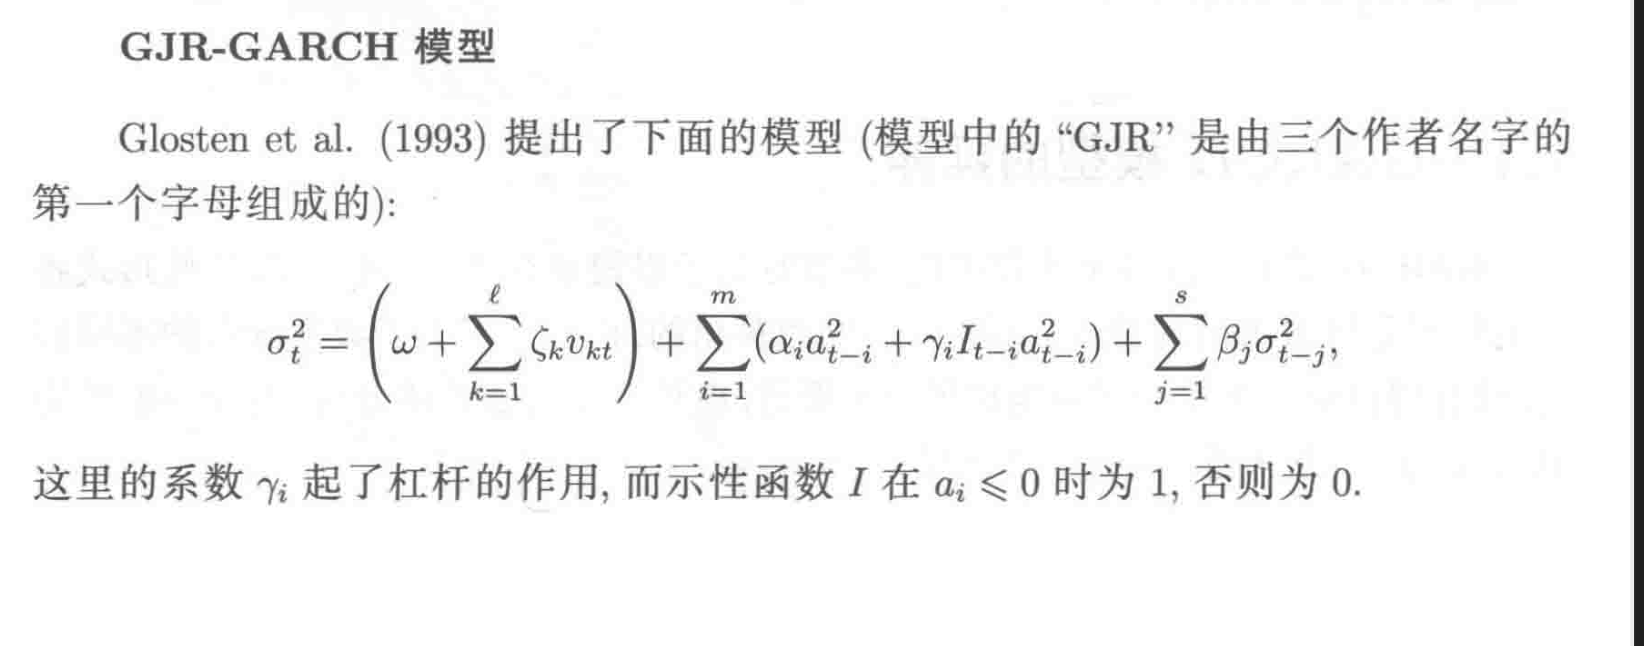 GJR-GARCH 模型
Glosten et al. (1993) 提出了下面的模型 (模型中的 “GJR” 是由三个作者名字的
第一个字母组成的):
$$\sigma_t^2 = \left( \omega + \sum_{k=1}^{\ell} \zeta_k v_{kt} \right) + \sum_{i=1}^{m} (\alpha_i a_{t-i}^2 + \gamma_i I_{t-i} a_{t-i}^2) + \sum_{j=1}^{s} \beta_j \sigma_{t-j}^2,$$
这里的系数 $\gamma_i$ 起了杠杆的作用, 而示性函数 $I$ 在 $a_i \leqslant 0$ 时为 1, 否则为 0.